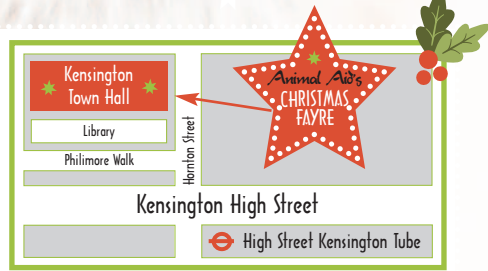 Kensington
Town Hall
Library
Philimore Walk
Hornton Street
Animal Aid's
CHRISTMAS
FAYRE
Kensington High Street
High Street Kensington Tube